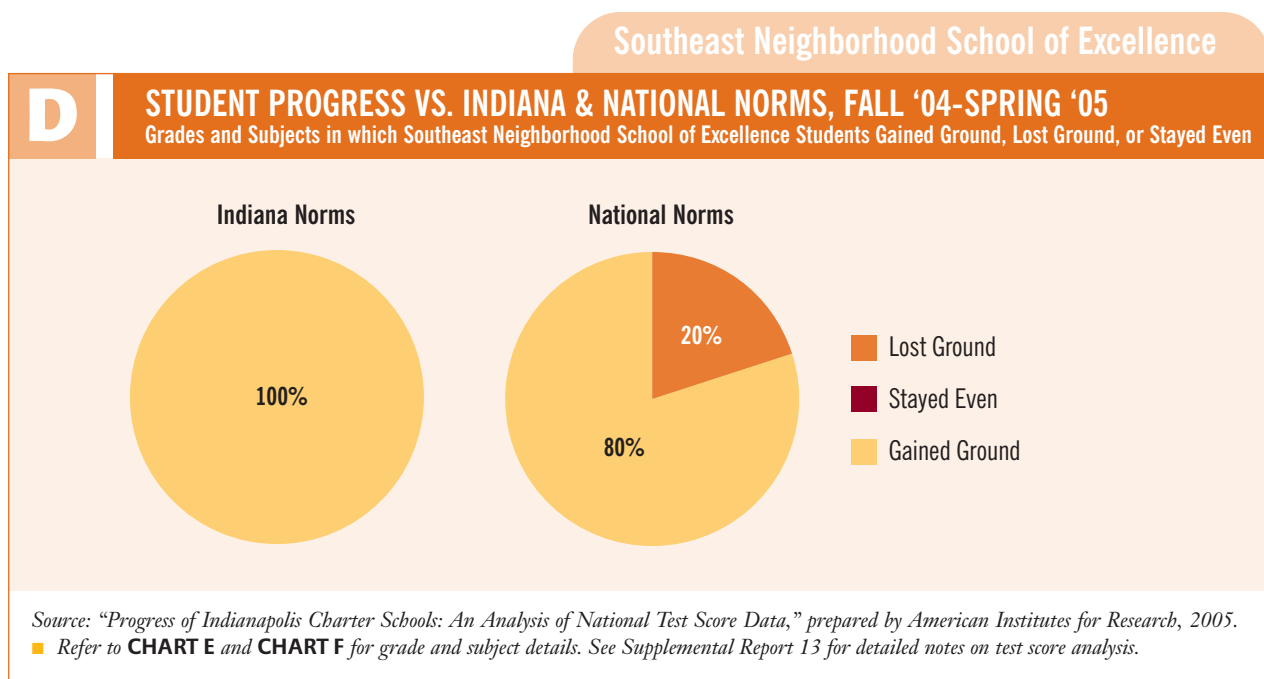 Southeast Neighborhood School of Excellence
D
STUDENT PROGRESS VS. INDIANA & NATIONAL NORMS, FALL ‘04-SPRING ‘05
Grades and Subjects in which Southeast Neighborhood School of Excellence Students Gained Ground, Lost Ground, or Stayed Even
Indiana Norms
100%
National Norms
20%
80%
Lost Ground
Stayed Even
Gained Ground
Source: “Progress of Indianapolis Charter Schools: An Analysis of National Test Score Data,” prepared by American Institutes for Research, 2005.
Refer to CHART E and CHART F for grade and subject details. See Supplemental Report 13 for detailed notes on test score analysis.